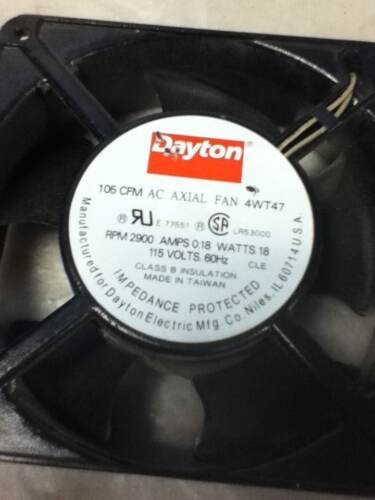 Dayton
105 CFM AC AXIAL FAN 4WT47
E 77551 LR53000
RPM 2900 AMPS 0.18 WATTS 18
115 VOLTS. 60Hz CLE
CLASS B INSULATION
MADE IN TAIWAN
IMPEDANCE PROTECTED
Manufactured for Dayton Electric Mfg. Co. Niles, IL 60714 U.S.A.